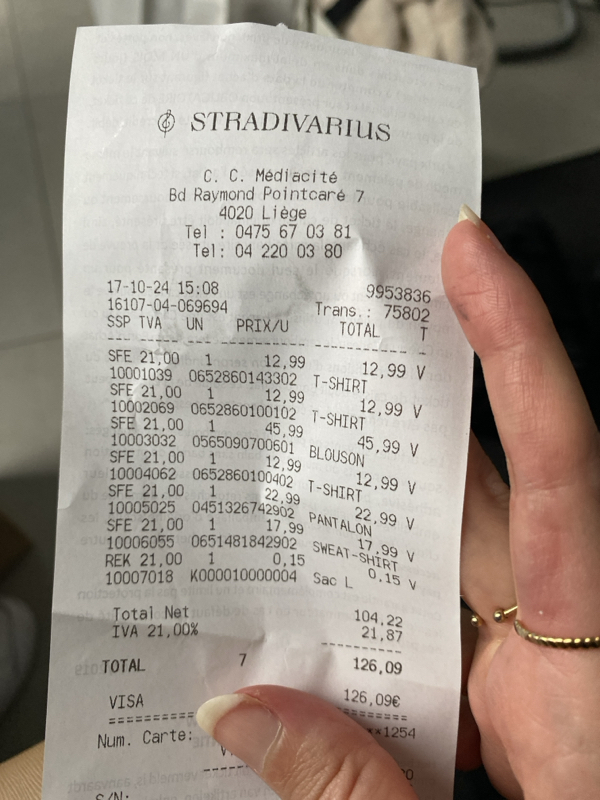 STRADIVARIUS
C. C. Médiacité
Bd Raymond Pointcaré 7
4020 Liège
Tel : 0475 67 03 81
Tel: 04 220 03 80
17-10-24 15:08 9953836
16107-04-069694 Trans.: 75802
SSP TVA UN PRIX/U TOTAL T
SFE 21,00 1 12,99 12,99 V
10001039 0652860143302 T-SHIRT
SFE 21,00 1 12,99 12,99 V
10002069 0652860100102 T-SHIRT
SFE 21,00 1 45,99 45,99 V
10003032 0565090700601 BLOUSON
SFE 21,00 1 12,99 12,99 V
10004062 0652860100402 T-SHIRT
SFE 21,00 1 22,99 22,99 V
10005025 0451326742902 PANTALON
SFE 21,00 1 17,99 17,99 V
10006055 0651481842902 SWEAT-SHIRT
REK 21,00 1 0,15 0,15 V
10007018 K000010000004 Sac L
Total Net 104,22
IVA 21,00% 21,87
TOTAL 7 126,09
VISA 126,09€
Num. Carte: **1254
S/N: